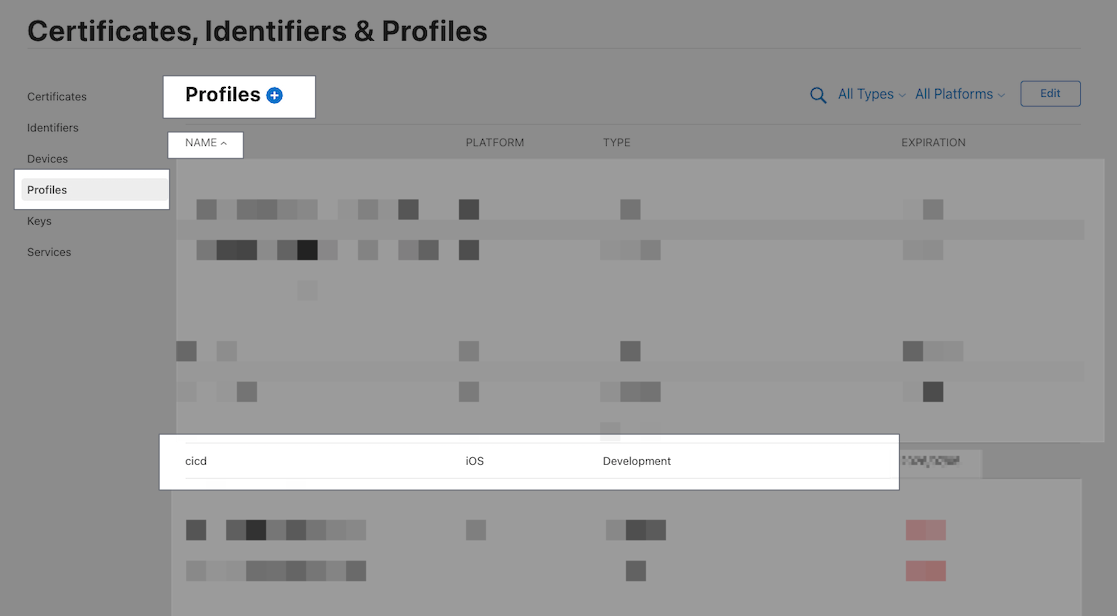 Certificates, Identifiers & Profiles
Certificates
Identifiers
Devices
Profiles
Keys
Services
Profiles
All Types
All Platforms
Edit
NAME PLATFORM TYPE EXPIRATION
cicd iOS Development